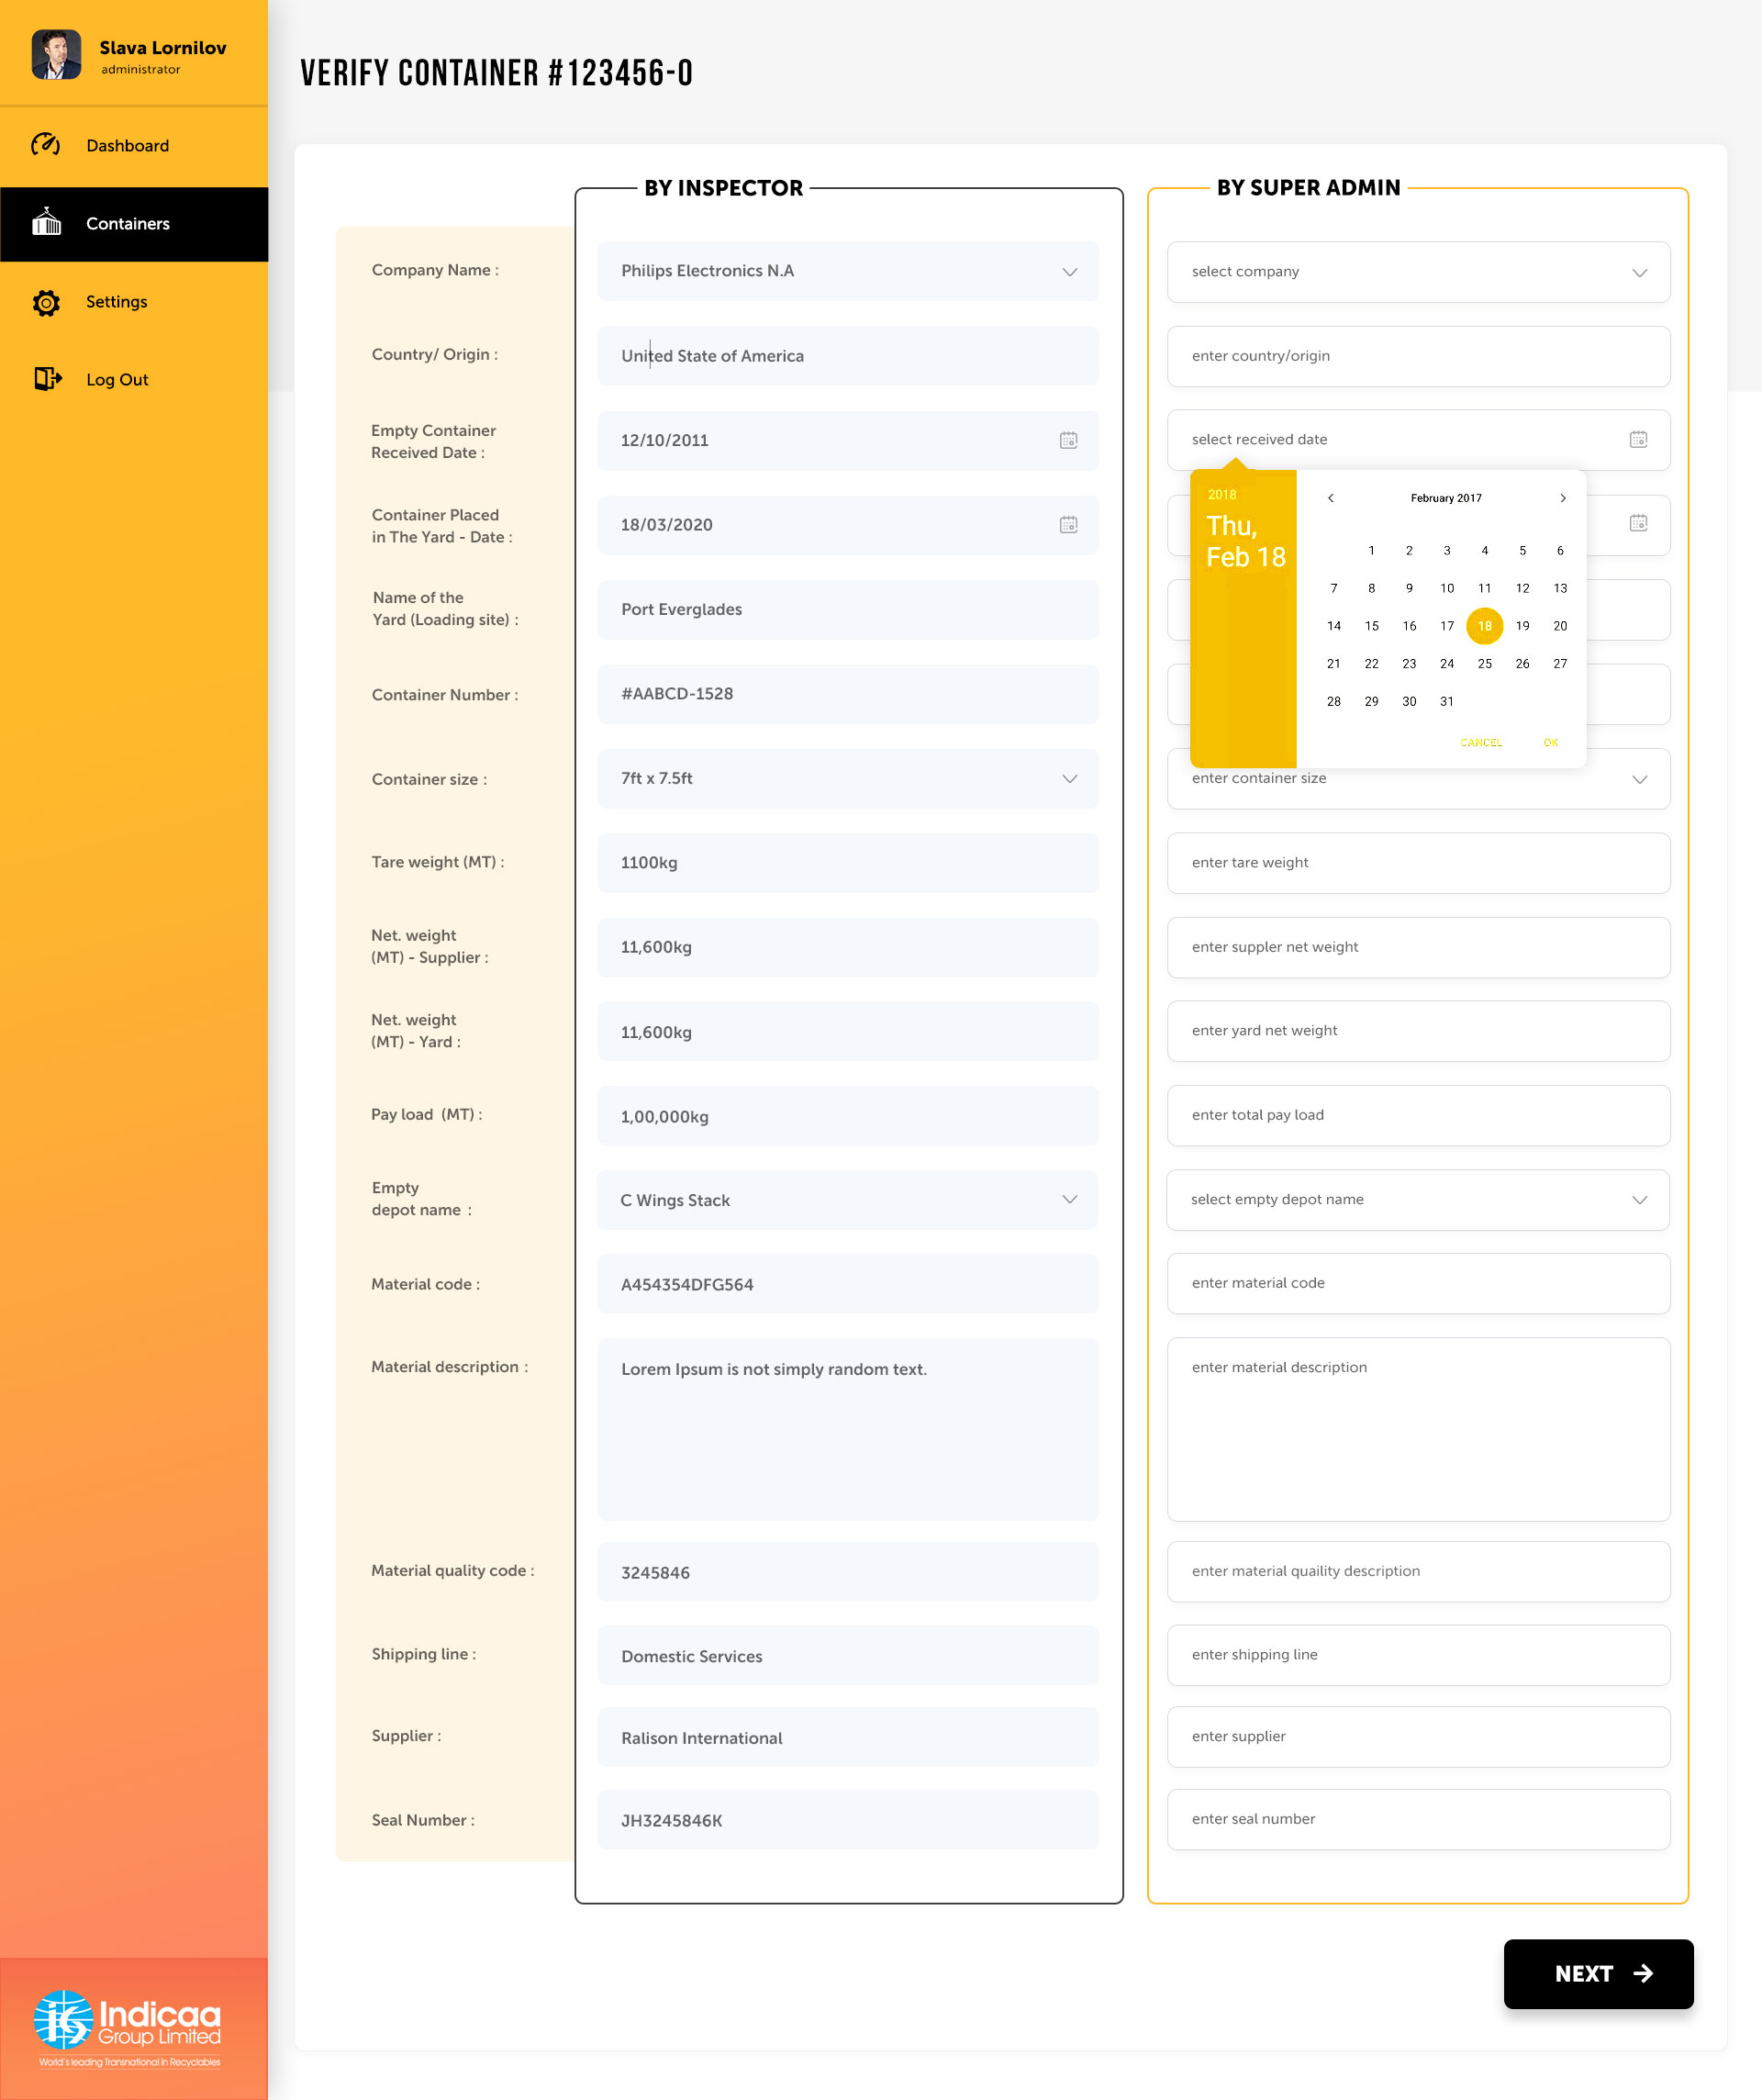 Slava Lornilov
administrator
Dashboard
Containers
Settings
Log Out
VERIFY CONTAINER #123456-0
BY INSPECTOR
BY SUPER ADMIN
Company Name :
Philips Electronics N.A
select company
Country/ Origin :
United State of America
enter country/origin
Empty Container
Received Date :
12/10/2011
select received date
Container Placed
in The Yard - Date :
18/03/2020
2018
Thu,
Feb 18
February 2017
1 2 3 4 5 6
7 8 9 10 11 12 13
14 15 16 17 18 19 20
21 22 23 24 25 26 27
28 29 30 31
CANCEL OK
Name of the
Yard (Loading site) :
Port Everglades
Container Number :
#AABCD-1528
Container size :
7ft x 7.5ft
enter container size
Tare weight (MT) :
1100kg
enter tare weight
Net. weight
(MT) - Supplier :
11,600kg
enter suppler net weight
Net. weight
(MT) - Yard :
11,600kg
enter yard net weight
Pay load (MT) :
1,00,000kg
enter total pay load
Empty
depot name :
C Wings Stack
select empty depot name
Material code :
A454354DFG564
enter material code
Material description :
Lorem Ipsum is not simply random text.
enter material description
Material quality code :
3245846
enter material quaility description
Shipping line :
Domestic Services
enter shipping line
Supplier :
Ralison International
enter supplier
Seal Number :
JH3245846K
enter seal number
NEXT
Indicaa
Group Limited
World's leading Transnational in Recyclables